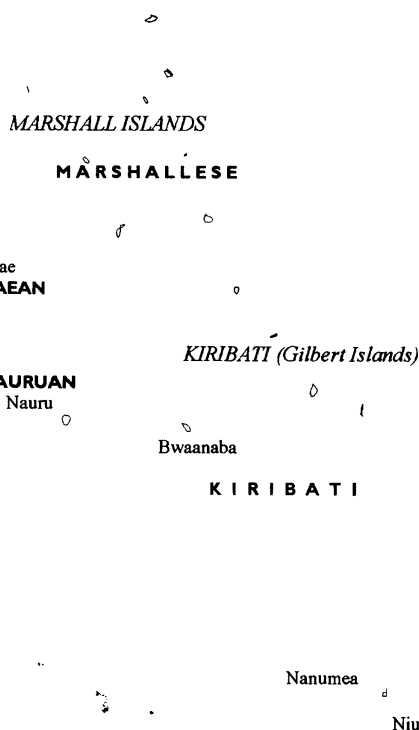 MARSHALL ISLANDS
MARSHALLESE
ae
AEAN
KIRIBATI (Gilbert Islands)
AURUAN
Nauru
Bwaanaba
KIRIBATI
Nanumea
Niu